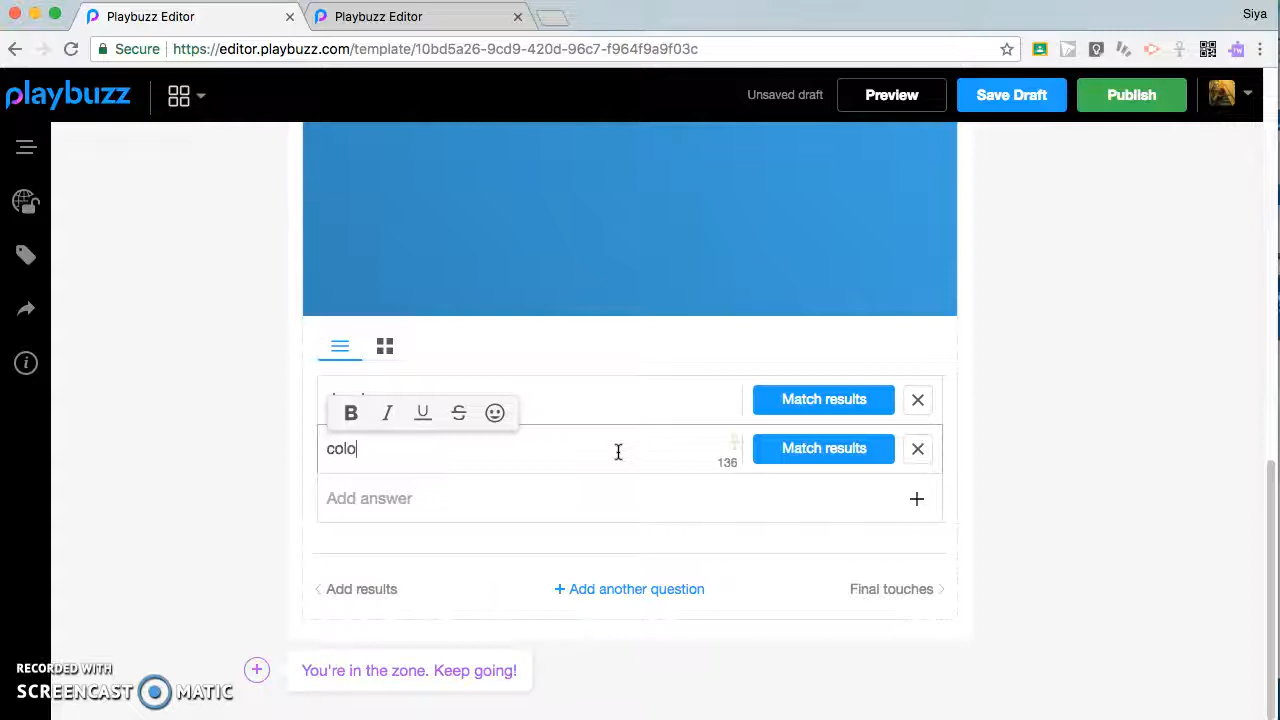 Playbuzz Editor
Playbuzz Editor
Siya
Secure
https://editor.playbuzz.com/template/10bd5a26-9cd9-420d-96c7-f964f9a9f03c
playbuzz
Unsaved draft
Preview
Save Draft
Publish
Match results
B I U S
colo
136
Match results
Add answer
Add results
+ Add another question
Final touches
You're in the zone. Keep going!
RECORDED WITH
SCREENCAST MATIC